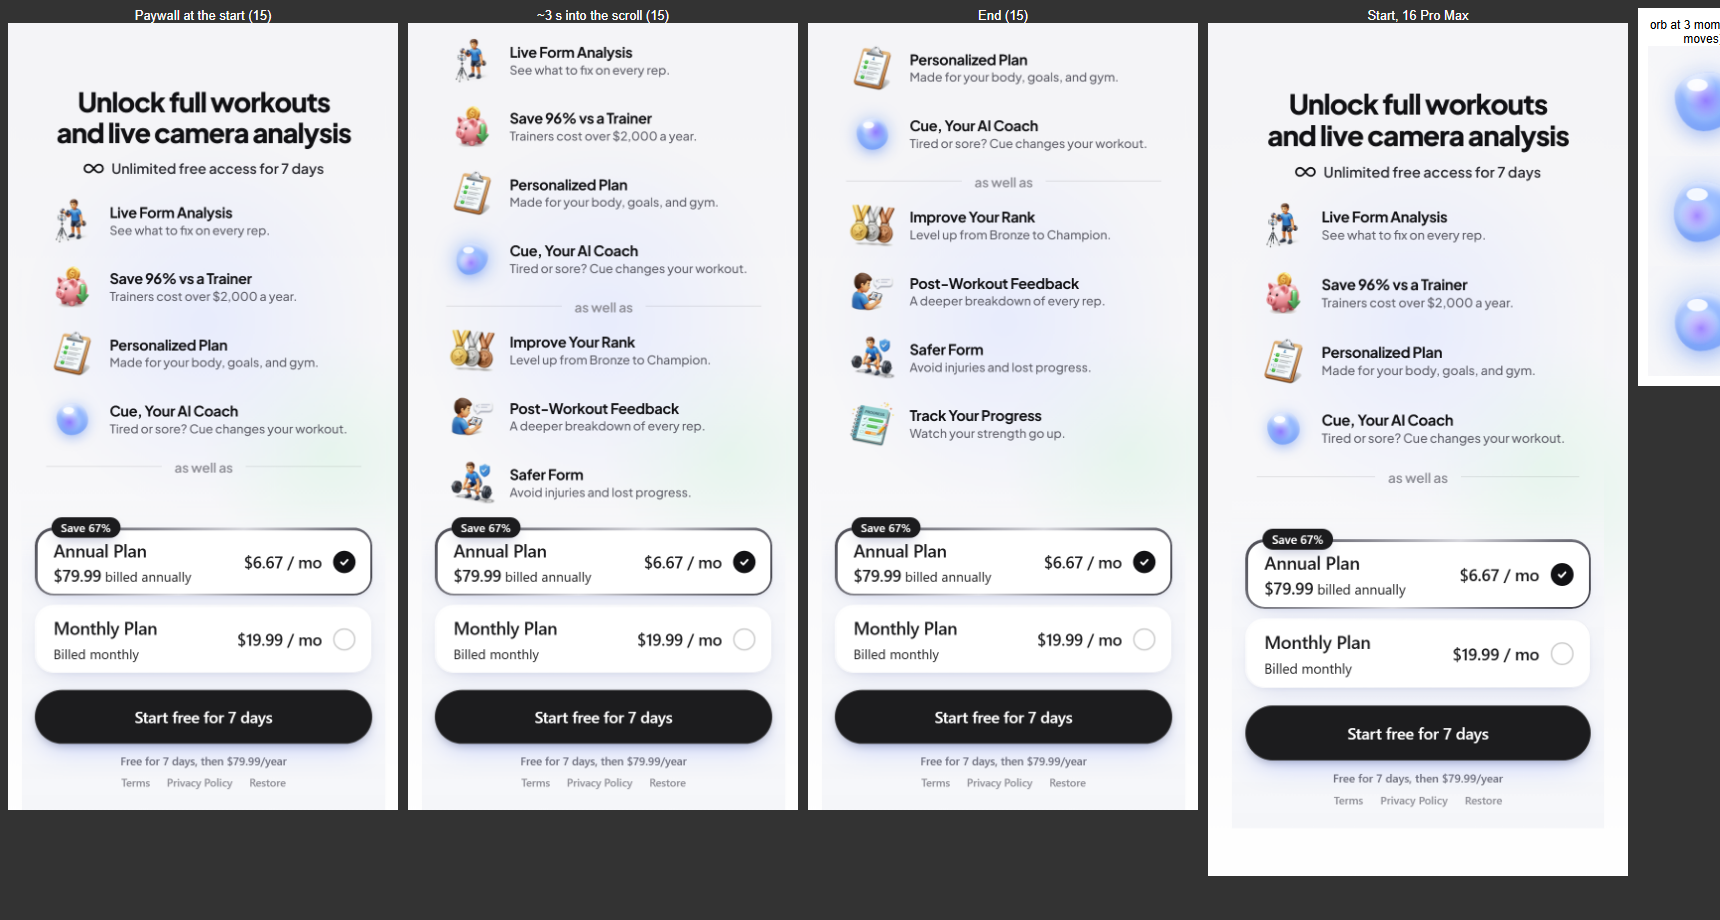 Paywall at the start (15)
Unlock full workouts
and live camera analysis
Unlimited free access for 7 days
Live Form Analysis
See what to fix on every rep.
Save 96% vs a Trainer
Trainers cost over $2,000 a year.
Personalized Plan
Made for your body, goals, and gym.
Cue, Your AI Coach
Tired or sore? Cue changes your workout.
as well as
Save 67%
Annual Plan
$6.67 / mo
$79.99 billed annually
Monthly Plan
$19.99 / mo
Billed monthly
Start free for 7 days
Free for 7 days, then $79.99/year
Terms Privacy Policy Restore
~3 s into the scroll (15)
Live Form Analysis
See what to fix on every rep.
Save 96% vs a Trainer
Trainers cost over $2,000 a year.
Personalized Plan
Made for your body, goals, and gym.
Cue, Your AI Coach
Tired or sore? Cue changes your workout.
as well as
Improve Your Rank
Level up from Bronze to Champion.
Post-Workout Feedback
A deeper breakdown of every rep.
Safer Form
Avoid injuries and lost progress.
Save 67%
Annual Plan
$6.67 / mo
$79.99 billed annually
Monthly Plan
$19.99 / mo
Billed monthly
Start free for 7 days
Free for 7 days, then $79.99/year
Terms Privacy Policy Restore
End (15)
Personalized Plan
Made for your body, goals, and gym.
Cue, Your AI Coach
Tired or sore? Cue changes your workout.
as well as
Improve Your Rank
Level up from Bronze to Champion.
Post-Workout Feedback
A deeper breakdown of every rep.
Safer Form
Avoid injuries and lost progress.
Track Your Progress
Watch your strength go up.
Save 67%
Annual Plan
$6.67 / mo
$79.99 billed annually
Monthly Plan
$19.99 / mo
Billed monthly
Start free for 7 days
Free for 7 days, then $79.99/year
Terms Privacy Policy Restore
Start, 16 Pro Max
Unlock full workouts
and live camera analysis
Unlimited free access for 7 days
Live Form Analysis
See what to fix on every rep.
Save 96% vs a Trainer
Trainers cost over $2,000 a year.
Personalized Plan
Made for your body, goals, and gym.
Cue, Your AI Coach
Tired or sore? Cue changes your workout.
as well as
Save 67%
Annual Plan
$6.67 / mo
$79.99 billed annually
Monthly Plan
$19.99 / mo
Billed monthly
Start free for 7 days
Free for 7 days, then $79.99/year
Terms Privacy Policy Restore
orb at 3 mom
moves